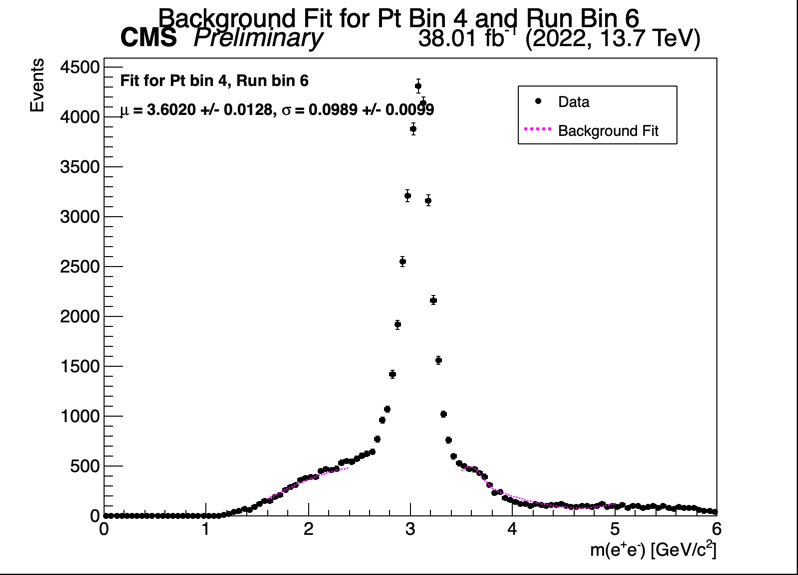 Background Fit for Pt Bin 4 and Run Bin 6
CMS Preliminary 38.01 fb⁻¹ (2022, 13.7 TeV)
Events
4500
4000
3500
3000
2500
2000
1500
1000
500
0
Fit for Pt bin 4, Run bin 6
μ = 3.6020 +/- 0.0128, σ = 0.0989 +/- 0.0099
Data
Background Fit
0 1 2 3 4 5 6
m(e⁺e⁻) [GeV/c²]